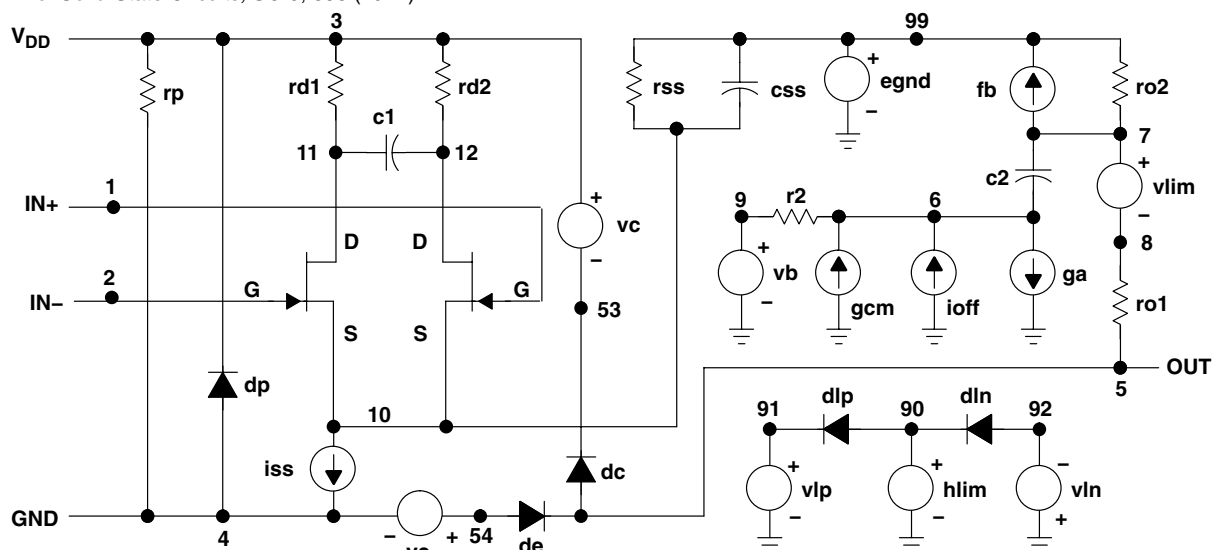 3
99
VDD
rp
rd1
rd2
rss
css
egnd
+
−
fb
ro2
c1
11
12
7
c2
vlim
+
−
1
IN+
9
r2
6
8
+
vc
−
D
D
vb
+
−
gcm
ioff
ga
ro1
2
IN−
G
G
53
S
S
OUT
5
dp
10
91
dlp
90
dln
92
iss
dc
+
vlp
−
+
hlim
−
−
vln
+
GND
4
−
+
54
de